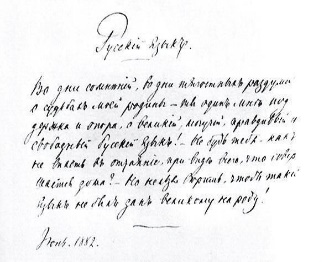 Русскій языкъ.
Во дни сомнѣній, во дни тягостныхъ раздумій
о судьбахъ моей родины – ты одинъ мнѣ под
держка и опора, о великій, могучій, правдивый и
свободный Русскій языкъ! – Не будь тебя – какъ
не впасть въ отчаяніе, при видѣ всего, что совер
шается дома? – Но нельзя вѣрить, чтобы такой
языкъ не былъ данъ великому народу!
Іюнь. 1882.